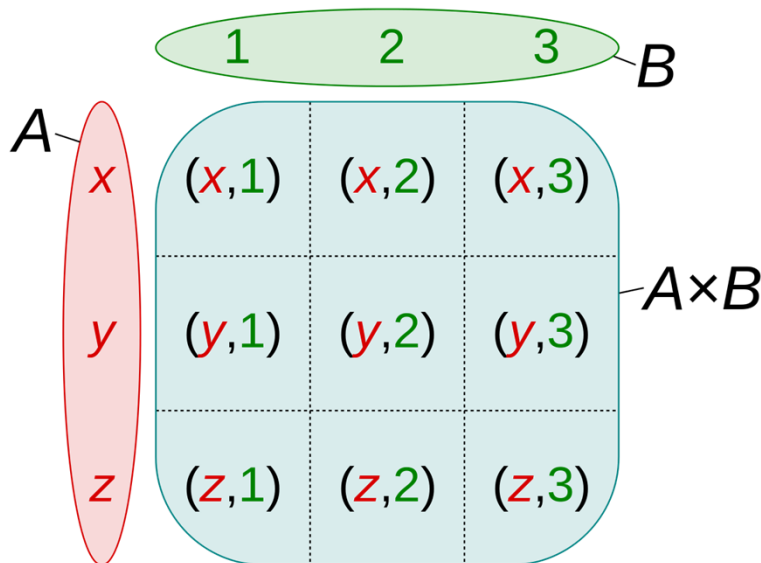 1 2 3
B
A
x (x,1) (x,2) (x,3)
A×B
y (y,1) (y,2) (y,3)
z (z,1) (z,2) (z,3)